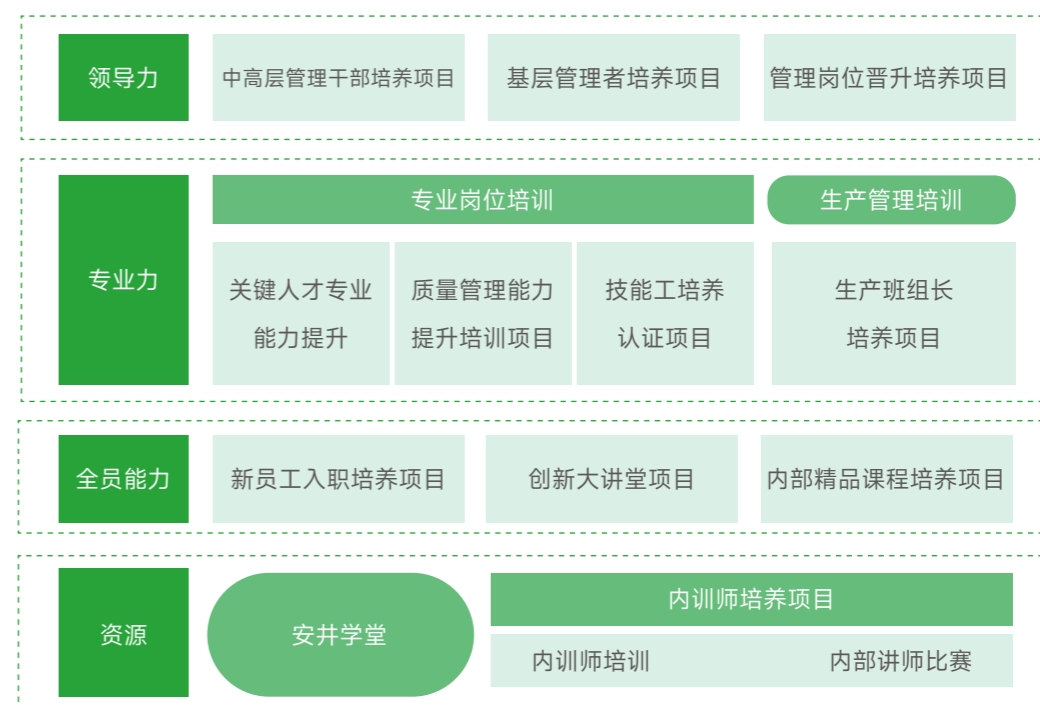 领导力
中高层管理干部培养项目
基层管理者培养项目
管理岗位晋升培养项目
专业力
专业岗位培训
生产管理培训
关键人才专业
能力提升
质量管理能力
提升培训项目
技能工培养
认证项目
生产班组长
培养项目
全员能力
新员工入职培养项目
创新大讲堂项目
内部精品课程培养项目
资源
安井学堂
内训师培养项目
内训师培训
内部讲师比赛